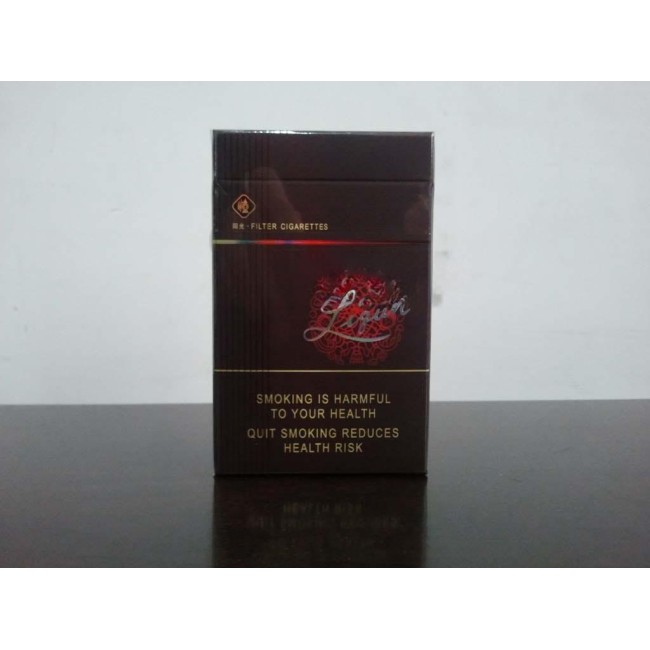 FILTER CIGARETTES
Liqun
SMOKING IS HARMFUL
TO YOUR HEALTH
QUIT SMOKING REDUCES
HEALTH RISK